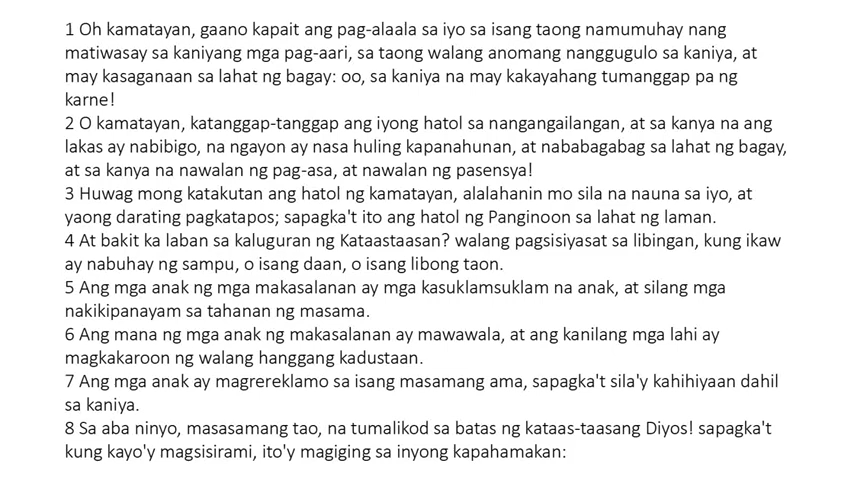 1 Oh kamatayan, gaano kapait ang pag-alaala sa iyo sa isang taong namumuhay nang
matiwasay sa kaniyang mga pag-aari, sa taong walang anomang nanggugulo sa kaniya, at
may kasaganaan sa lahat ng bagay: oo, sa kaniya na may kakayahang tumanggap pa ng
karne!
2 O kamatayan, katanggap-tanggap ang iyong hatol sa nangangailangan, at sa kanya na ang
lakas ay nabibigo, na ngayon ay nasa huling kapanahunan, at nababagabag sa lahat ng bagay,
at sa kanya na nawalan ng pag-asa, at nawalan ng pasensya!
3 Huwag mong katakutan ang hatol ng kamatayan, alalahanin mo sila na nauna sa iyo, at
yaong darating pagkatapos; sapagka't ito ang hatol ng Panginoon sa lahat ng laman.
4 At bakit ka laban sa kaluguran ng Kataastaasan? walang pagsisiyasat sa libingan, kung ikaw
ay nabuhay ng sampu, o isang daan, o isang libong taon.
5 Ang mga anak ng mga makasalanan ay mga kasuklamsuklam na anak, at silang mga
nakikipanayam sa tahanan ng masama.
6 Ang mana ng mga anak ng makasalanan ay mawawala, at ang kanilang mga lahi ay
magkakaroon ng walang hanggang kadustaan.
7 Ang mga anak ay magrereklamo sa isang masamang ama, sapagka't sila'y kahihiyaan dahil
sa kaniya.
8 Sa aba ninyo, masasamang tao, na tumalikod sa batas ng kataas-taasang Diyos! sapagka't
kung kayo'y magsisirami, ito'y magiging sa inyong kapahamakan: